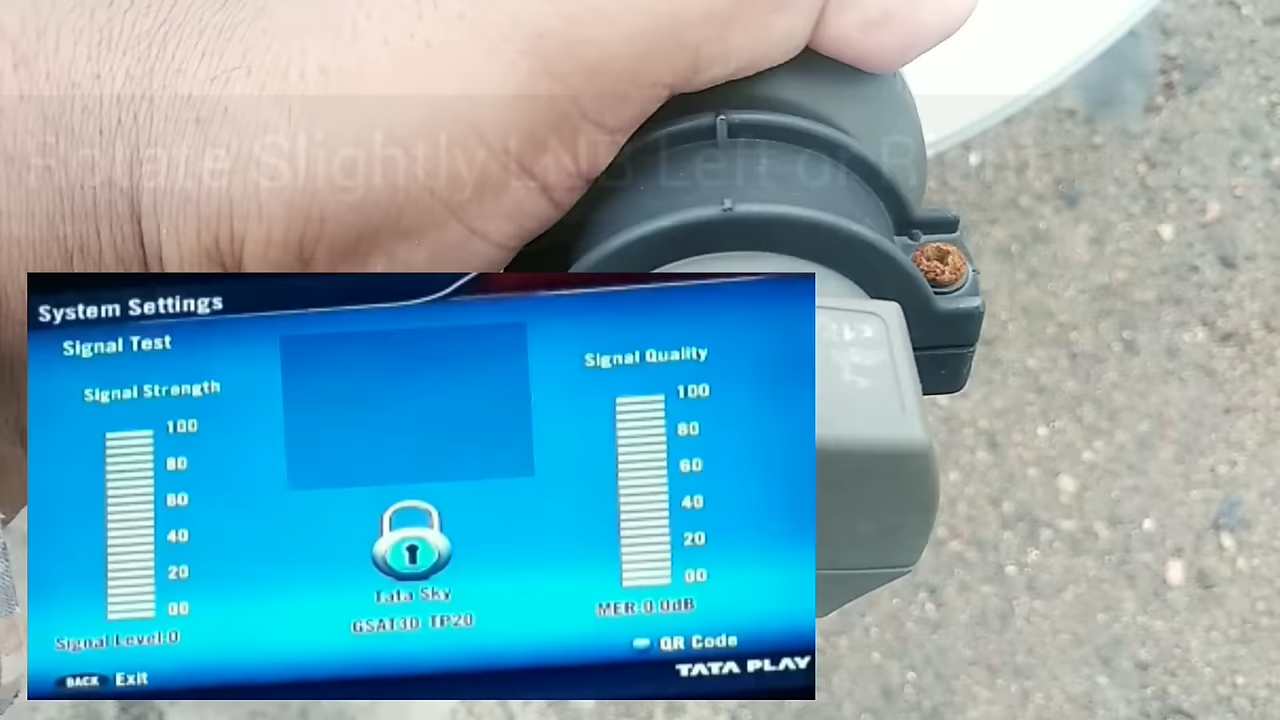 Rotate Slightly LNB Left or Right
System Settings
Signal Test
Signal Strength
100
80
60
40
20
00
Signal Level-0
Signal Quality
100
80
60
40
20
00
MER-0 0dB
Tata Sky
GSAT30 TP20
QR Code
TATA PLAY
BACK Exit